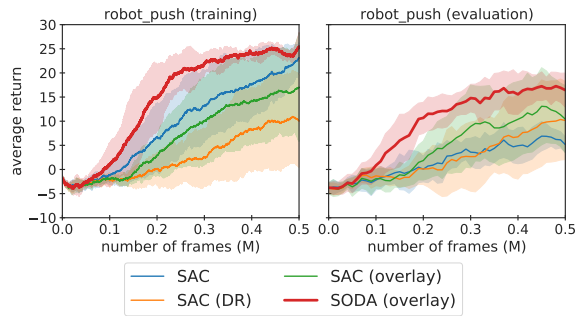 robot_push (training)
robot_push (evaluation)
average return
30
25
20
15
10
5
0
−5
−10
0.0 0.1 0.2 0.3 0.4 0.5
0.0 0.1 0.2 0.3 0.4 0.5
number of frames (M)
number of frames (M)
SAC
SAC (DR)
SAC (overlay)
SODA (overlay)